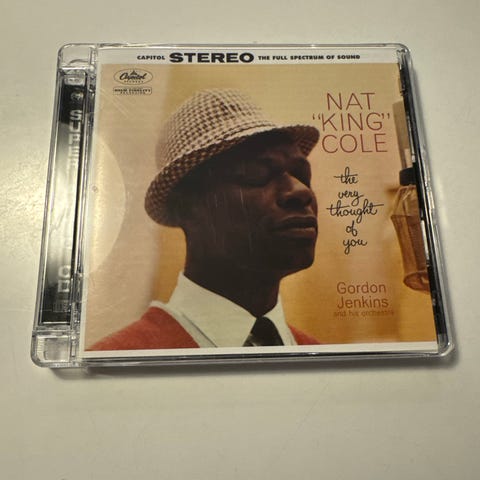 CAPITOL STEREO THE FULL SPECTRUM OF SOUND
Capitol
NAT
"KING"
COLE
the
very
thought
of
you
Gordon
Jenkins
and his orchestra